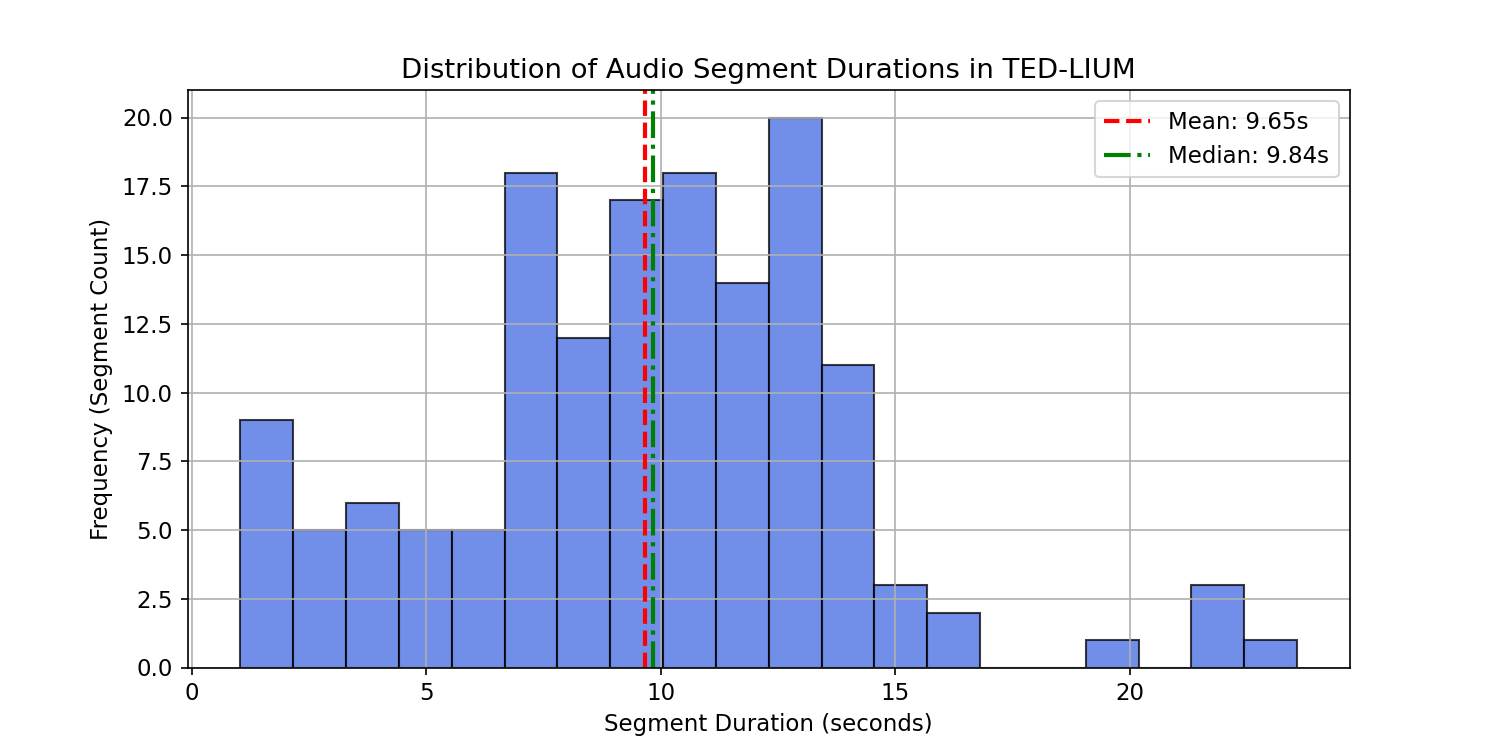 Distribution of Audio Segment Durations in TED-LIUM
Mean: 9.65s
Median: 9.84s
Frequency (Segment Count)
20.0
17.5
15.0
12.5
10.0
7.5
5.0
2.5
0.0
0 5 10 15 20
Segment Duration (seconds)